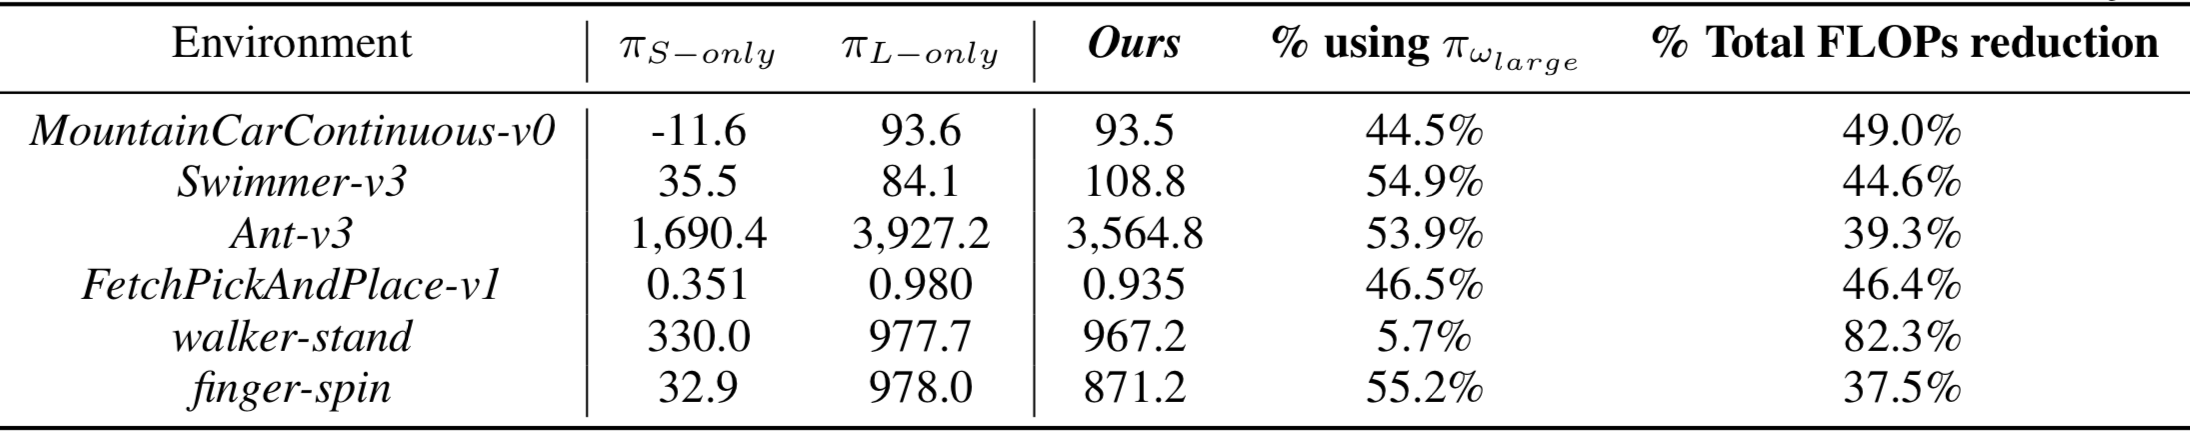 Environment π_{S−only} π_{L−only} Ours % using π_{ω_{large}} % Total FLOPs reduction
MountainCarContinuous-v0 -11.6 93.6 93.5 44.5% 49.0%
Swimmer-v3 35.5 84.1 108.8 54.9% 44.6%
Ant-v3 1,690.4 3,927.2 3,564.8 53.9% 39.3%
FetchPickAndPlace-v1 0.351 0.980 0.935 46.5% 46.4%
walker-stand 330.0 977.7 967.2 5.7% 82.3%
finger-spin 32.9 978.0 871.2 55.2% 37.5%